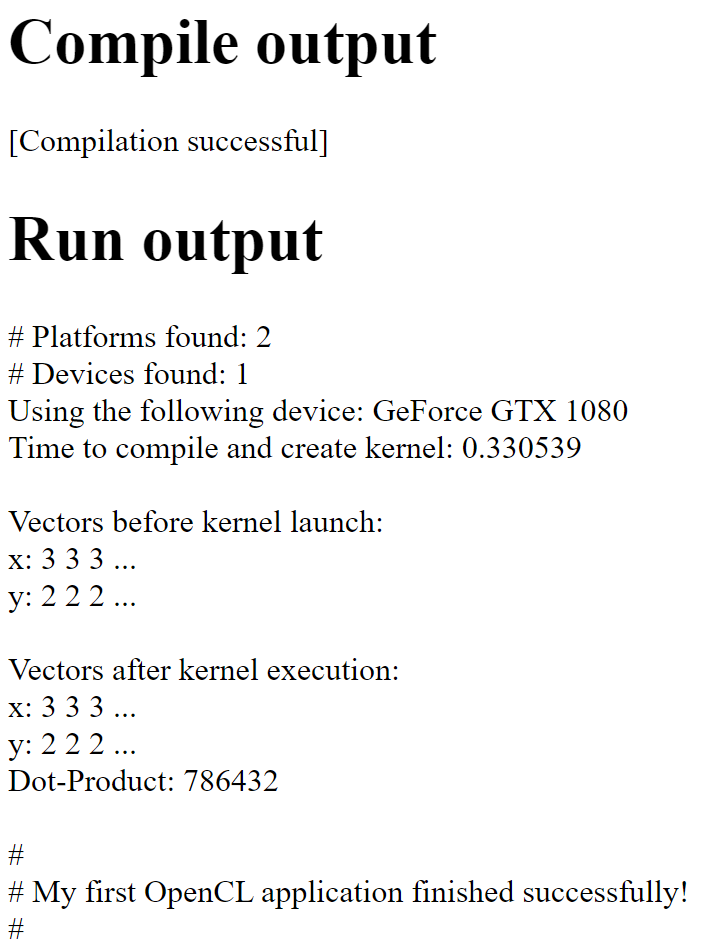 Compile output
[Compilation successful]
Run output
# Platforms found: 2
# Devices found: 1
Using the following device: GeForce GTX 1080
Time to compile and create kernel: 0.330539
Vectors before kernel launch:
x: 3 3 3 ...
y: 2 2 2 ...
Vectors after kernel execution:
x: 3 3 3 ...
y: 2 2 2 ...
Dot-Product: 786432
#
# My first OpenCL application finished successfully!
#